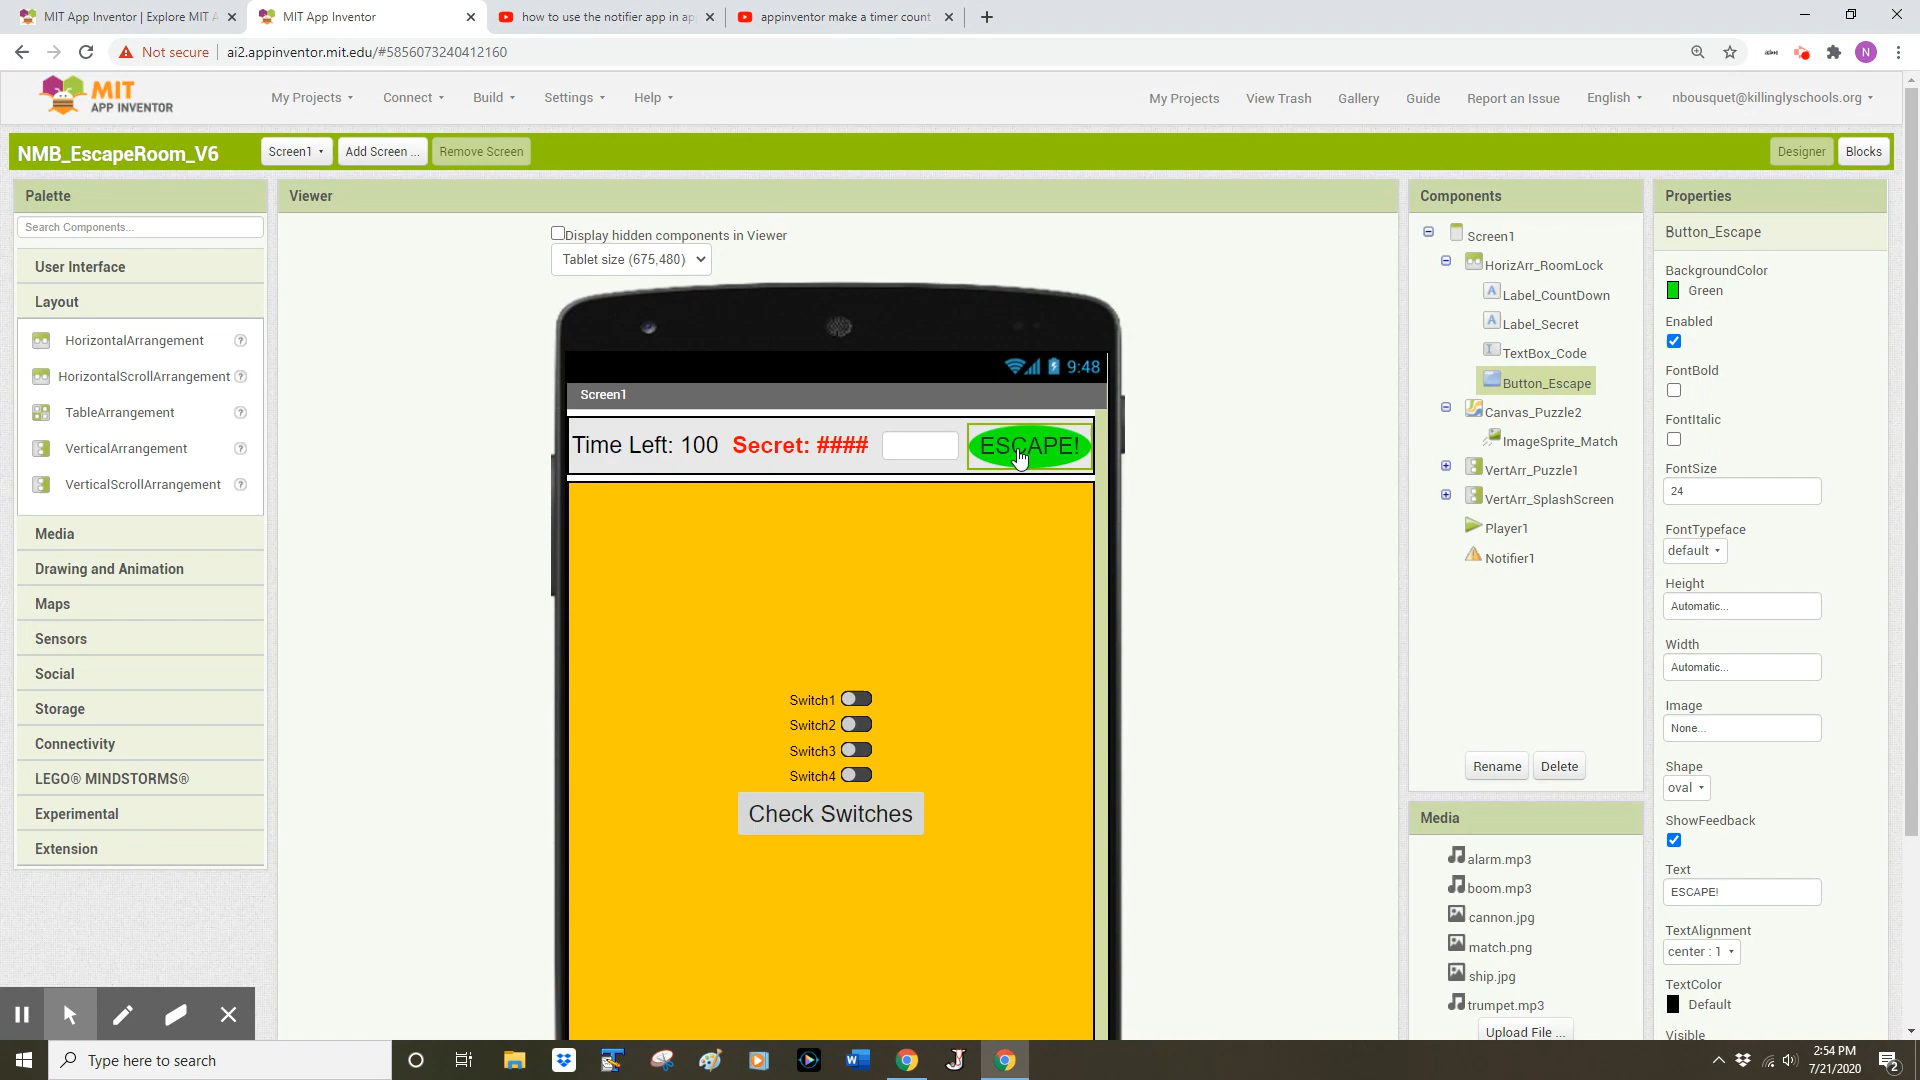 MIT App Inventor | Explore MIT A
MIT App Inventor
how to use the notifier app in ap
appinventor make a timer count
Not secure
ai2.appinventor.mit.edu/#5856073240412160
N
MIT
APP INVENTOR
My Projects
Connect
Build
Settings
Help
My Projects
View Trash
Gallery
Guide
Report an Issue
English
nbousquet@killinglyschools.org
NMB_EscapeRoom_V6
Screen1
Add Screen ...
Remove Screen
Designer
Blocks
Palette
Search Components...
User Interface
Layout
HorizontalArrangement
HorizontalScrollArrangement
TableArrangement
VerticalArrangement
VerticalScrollArrangement
Media
Drawing and Animation
Maps
Sensors
Social
Storage
Connectivity
LEGO® MINDSTORMS®
Experimental
Extension
Viewer
Display hidden components in Viewer
Tablet size (675,480)
9:48
Screen1
Time Left: 100 Secret: #### ESCAPE!
Switch1
Switch2
Switch3
Switch4
Check Switches
Components
Screen1
HorizArr_RoomLock
Label_CountDown
Label_Secret
TextBox_Code
Button_Escape
Canvas_Puzzle2
ImageSprite_Match
VertArr_Puzzle1
VertArr_SplashScreen
Player1
Notifier1
Rename
Delete
Media
alarm.mp3
boom.mp3
cannon.jpg
match.png
ship.jpg
trumpet.mp3
Upload File ...
Properties
Button_Escape
BackgroundColor
Green
Enabled
FontBold
FontItalic
FontSize
24
FontTypeface
default
Height
Automatic...
Width
Automatic...
Image
None...
Shape
oval
ShowFeedback
Text
ESCAPE!
TextAlignment
center : 1
TextColor
Default
Visible
Type here to search
2:54 PM
7/21/2020
2